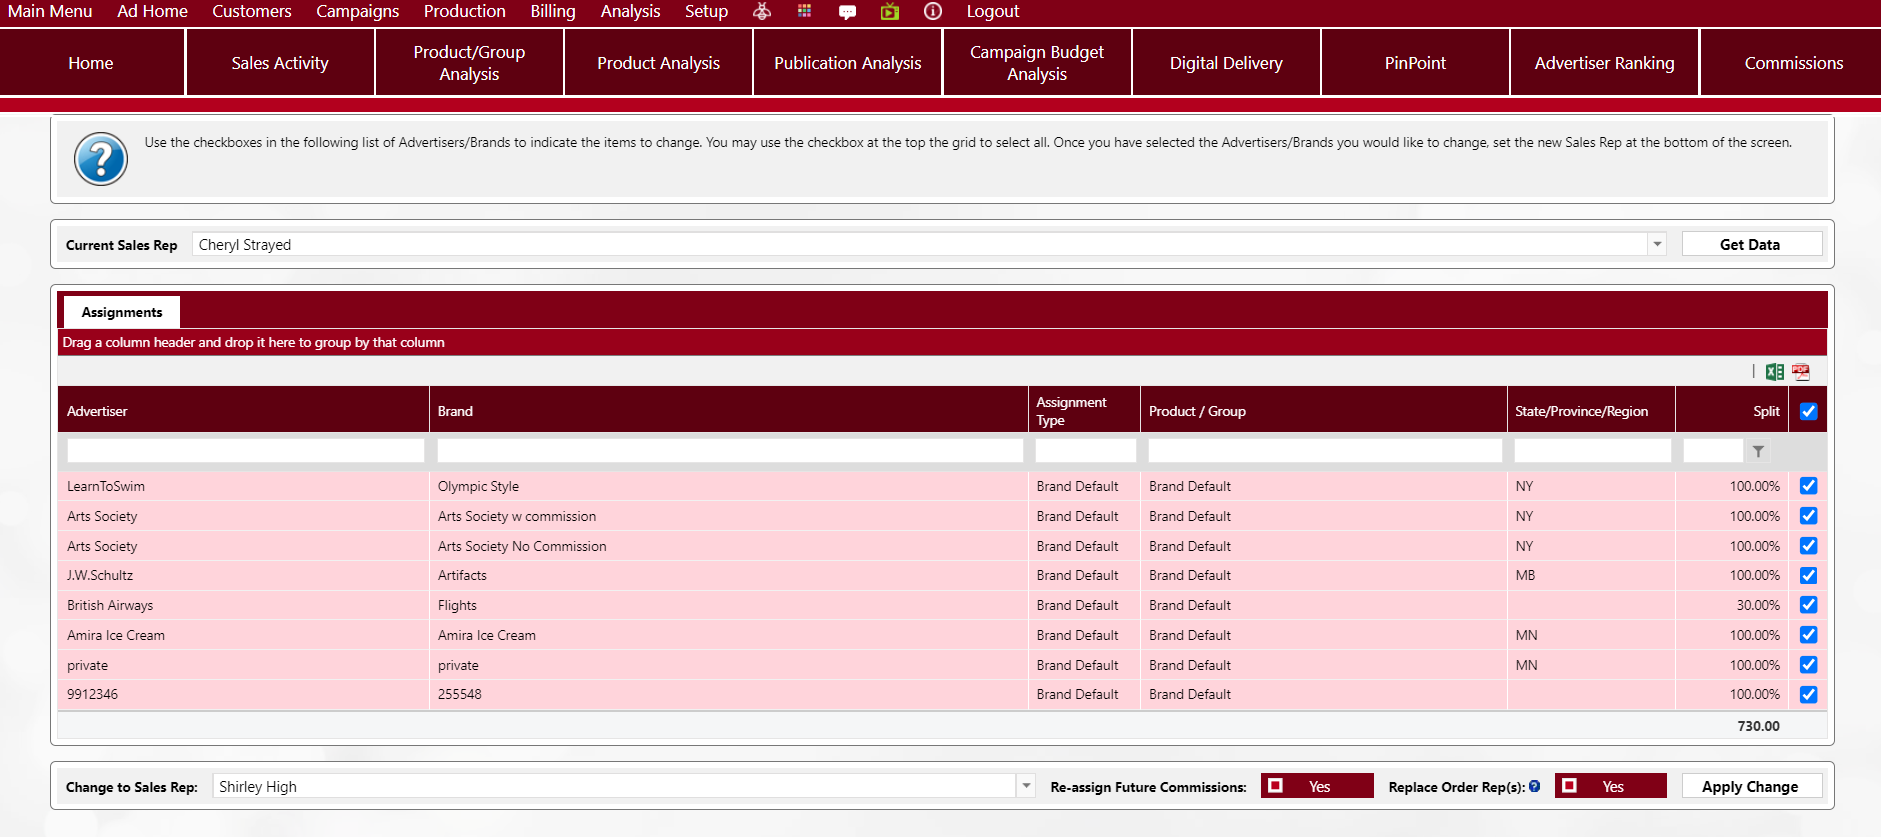 Main Menu Ad Home Customers Campaigns Production Billing Analysis Setup Logout
Home
Sales Activity
Product/Group
Analysis
Product Analysis
Publication Analysis
Campaign Budget
Analysis
Digital Delivery
PinPoint
Advertiser Ranking
Commissions
Use the checkboxes in the following list of Advertisers/Brands to indicate the items to change. You may use the checkbox at the top the grid to select all. Once you have selected the Advertisers/Brands you would like to change, set the new Sales Rep at the bottom of the screen.
Current Sales Rep Cheryl Strayed Get Data
Assignments
Drag a column header and drop it here to group by that column
Advertiser Brand Assignment Type Product / Group State/Province/Region Split
LearnToSwim Olympic Style Brand Default Brand Default NY 100.00%
Arts Society Arts Society w commission Brand Default Brand Default NY 100.00%
Arts Society Arts Society No Commission Brand Default Brand Default NY 100.00%
J.W.Schultz Artifacts Brand Default Brand Default MB 100.00%
British Airways Flights Brand Default Brand Default 30.00%
Amira Ice Cream Amira Ice Cream Brand Default Brand Default MN 100.00%
private private Brand Default Brand Default MN 100.00%
9912346 255548 Brand Default Brand Default 100.00%
730.00
Change to Sales Rep: Shirley High Re-assign Future Commissions: Yes Replace Order Rep(s): Yes Apply Change